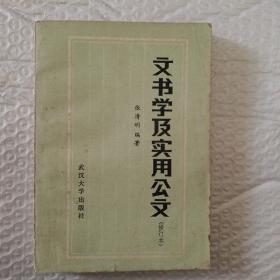 文书学及实用公文
（修订本）
张清明 编著
武汉大学出版社